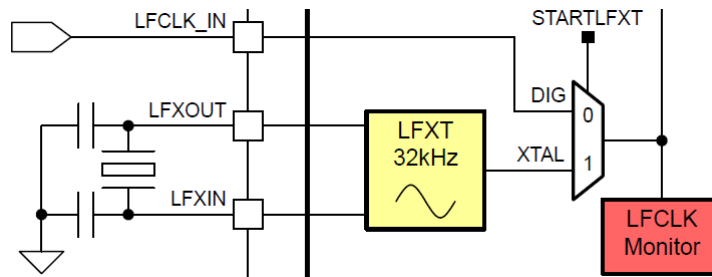 LFCLK_IN
STARTLFXT
LFXOUT
DIG
0
LFXT
32kHz
XTAL
1
LFXIN
LFCLK
Monitor